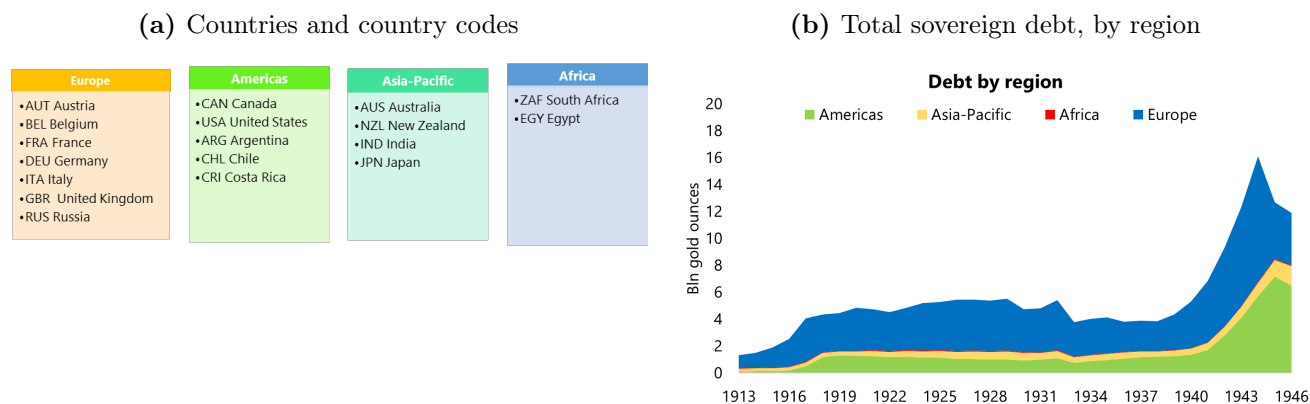 (a) Countries and country codes
Europe
•AUT Austria
•BEL Belgium
•FRA France
•DEU Germany
•ITA Italy
•GBR  United Kingdom
•RUS Russia
Americas
•CAN Canada
•USA United States
•ARG Argentina
•CHL Chile
•CRI Costa Rica
Asia-Pacific
•AUS Australia
•NZL New Zealand
•IND India
•JPN Japan
Africa
•ZAF South Africa
•EGY Egypt
(b) Total sovereign debt, by region
Debt by region
Americas Asia-Pacific Africa Europe
Bln gold ounces
20
18
16
14
12
10
8
6
4
2
0
1913 1916 1919 1922 1925 1928 1931 1934 1937 1940 1943 1946